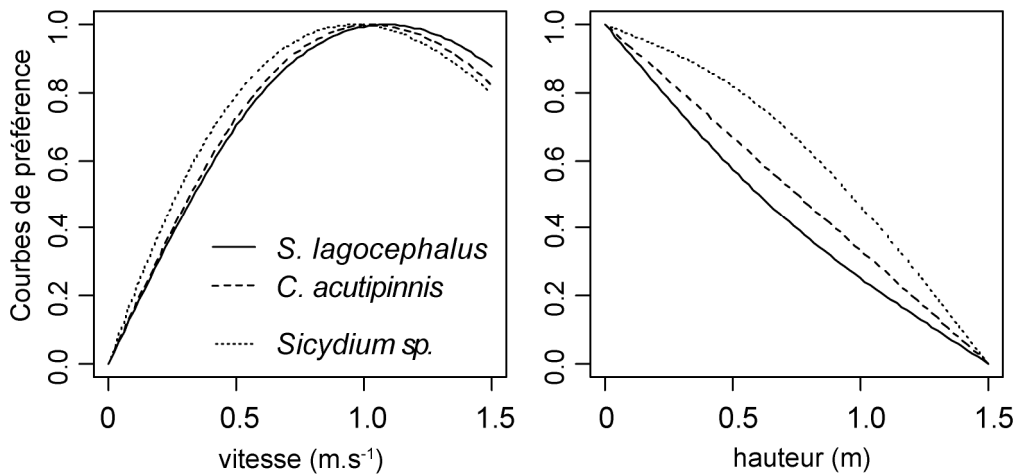 Courbes de préférence
1.0
0.8
0.6
0.4
0.2
0.0
S. lagocephalus
C. acutipinnis
Sicydium sp.
0 0.5 1.0 1.5
vitesse (m.s-1)
1.0
0.8
0.6
0.4
0.2
0.0
0 0.5 1.0 1.5
hauteur (m)